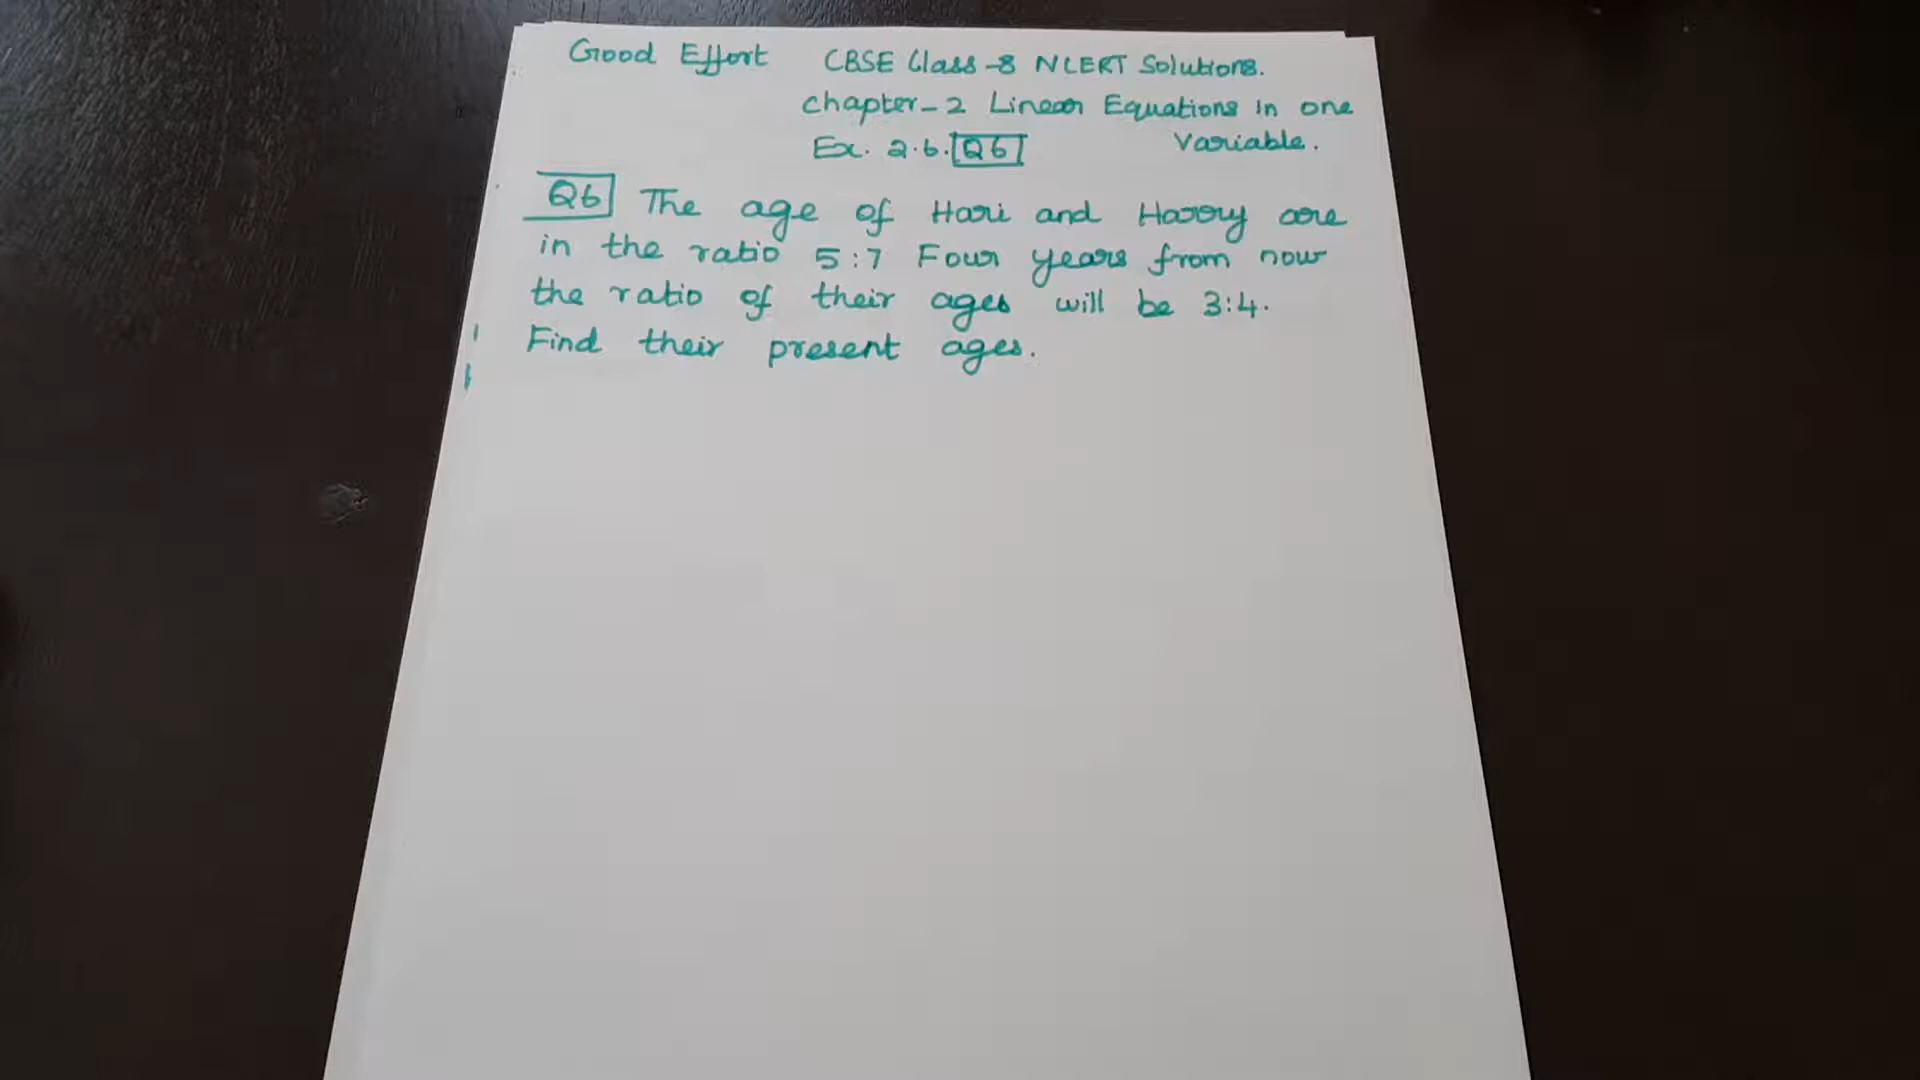 Good Effort CBSE Class-8 NCERT Solutions.
Chapter-2 Linear Equations in one
Variable.
Ex. 2.6. Q6
Q6 The age of Hari and Harry are
in the ratio 5:7 Four years from now
the ratio of their ages will be 3:4.
Find their present ages.